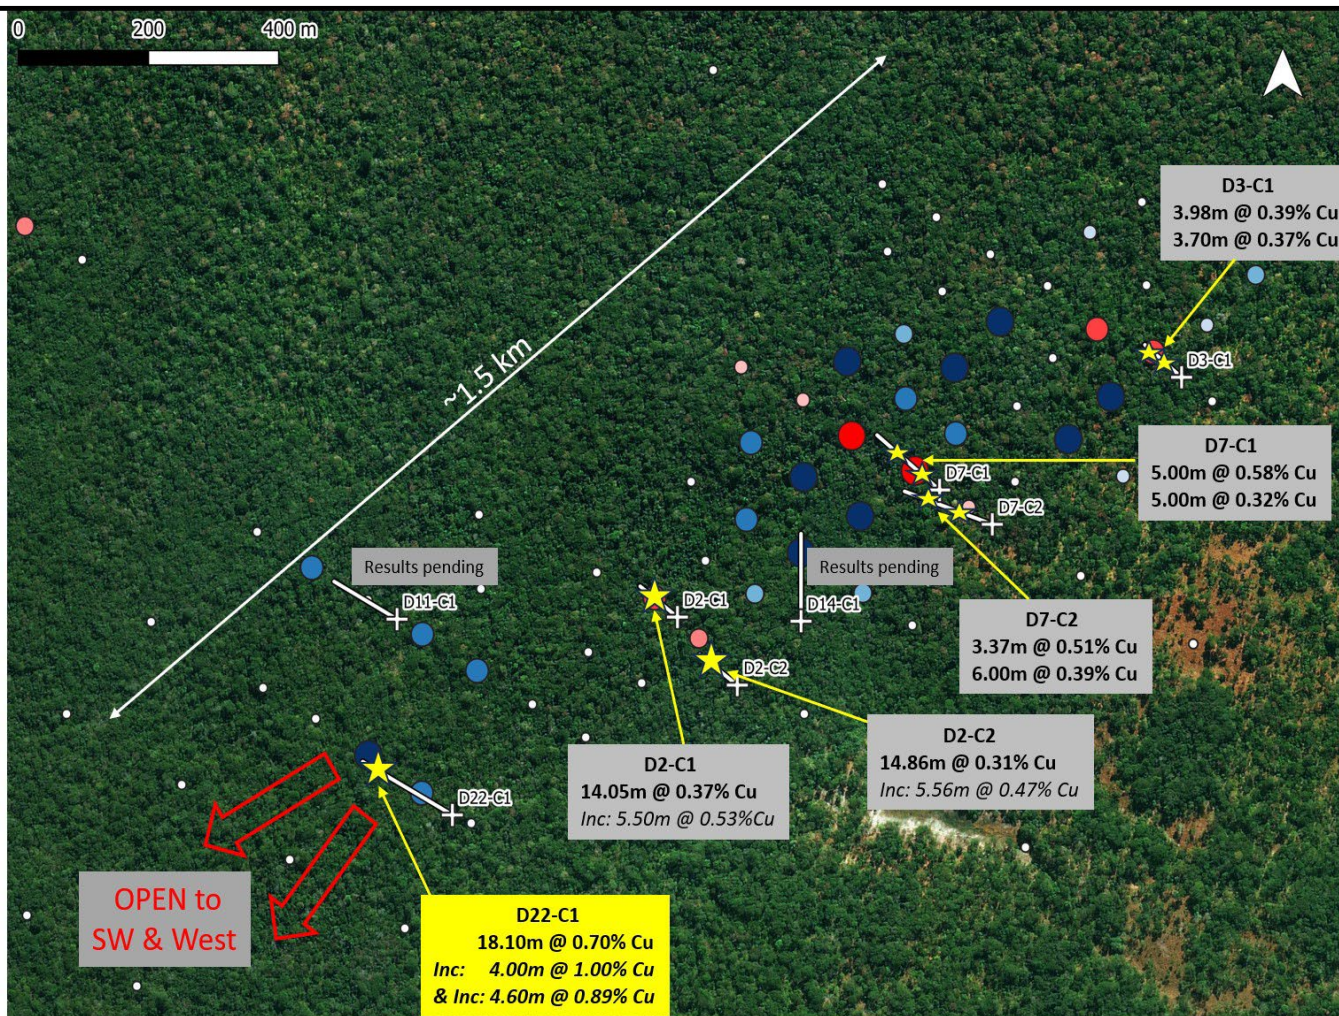 0 200 400 m
~1.5 km
D3-C1
3.98m @ 0.39% Cu
3.70m @ 0.37% Cu
D3-C1
D7-C1
5.00m @ 0.58% Cu
5.00m @ 0.32% Cu
D7-C1
D7-C2
Results pending
D11-C1
D2-C1
Results pending
D14-C1
D2-C2
D7-C2
3.37m @ 0.51% Cu
6.00m @ 0.39% Cu
D2-C2
14.86m @ 0.31% Cu
Inc: 5.56m @ 0.47% Cu
D2-C1
14.05m @ 0.37% Cu
Inc: 5.50m @ 0.53%Cu
D22-C1
OPEN to
SW & West
D22-C1
18.10m @ 0.70% Cu
Inc: 4.00m @ 1.00% Cu
& Inc: 4.60m @ 0.89% Cu